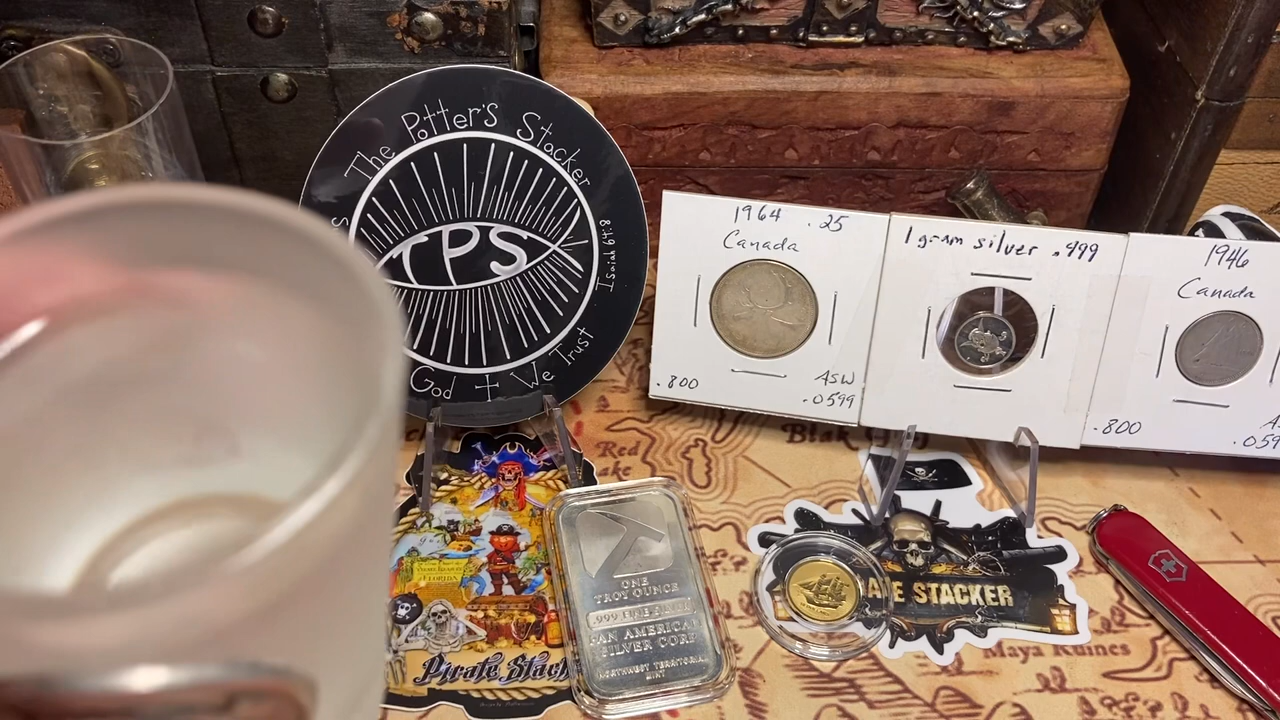 The Potter's Stacker
TPS
Isaiah 64:8
God We Trust
1964 .25
Canada
.800
ASW
.0599
1 gram silver .999
1946
Canada
.800
Red
FLORIDA
Pirate Stack
ONE
TROY OUNCE
.999 FINE SILVER
PAN AMERICAN
SILVER CORP
NORTHWEST TERRITORIAL
MINT
STACKER
Maya Ruines